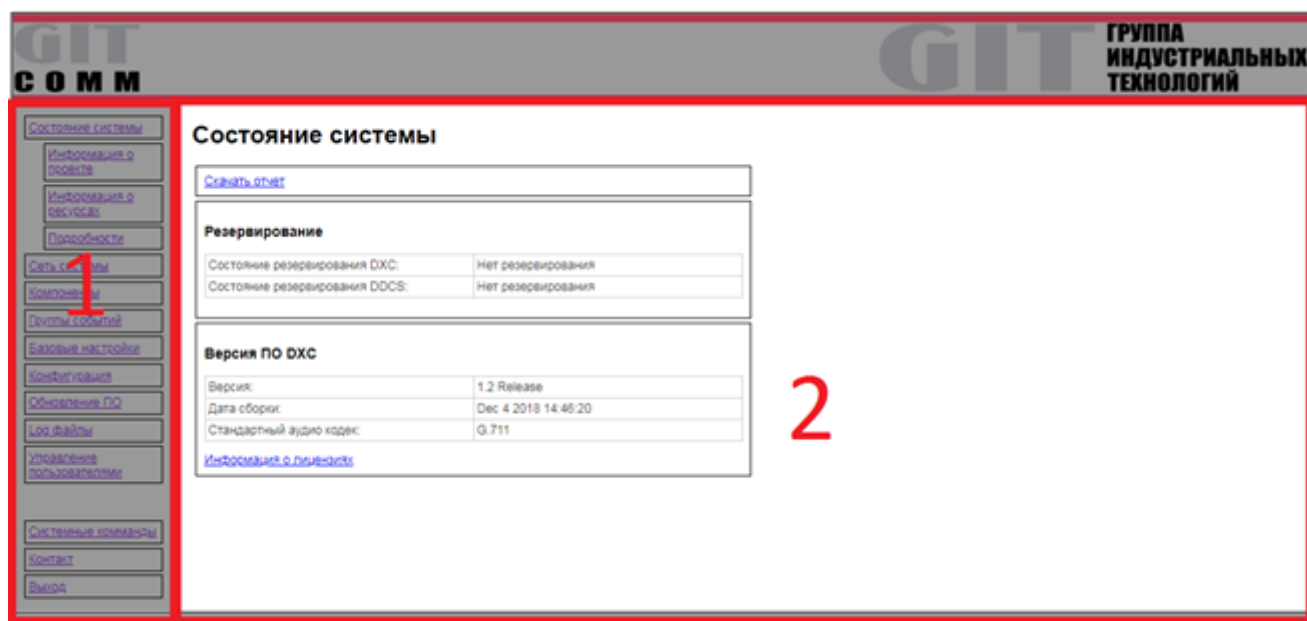 GIT
COMM
GIT
ГРУППА
ИНДУСТРИАЛЬНЫХ
ТЕХНОЛОГИЙ
Состояние системы
Информация о
проекте
Информация о
ресурсах
Подробности
Сеть системы
Компоненты
Группы событий
Базовые настройки
Конфигурация
Обновление ПО
Log файлы
Управление
пользователями
Системные комманды
Контакт
Выход
1
Состояние системы
Скачать отчет
Резервирование
Состояние резервирования DXC: Нет резервирования
Состояние резервирования DDCS: Нет резервирования
Версия ПО DXC
Версия: 1.2 Release
Дата сборки: Dec 4 2018 14:46:20
Стандартный аудио кодек: G.711
Информация о лицензиях
2